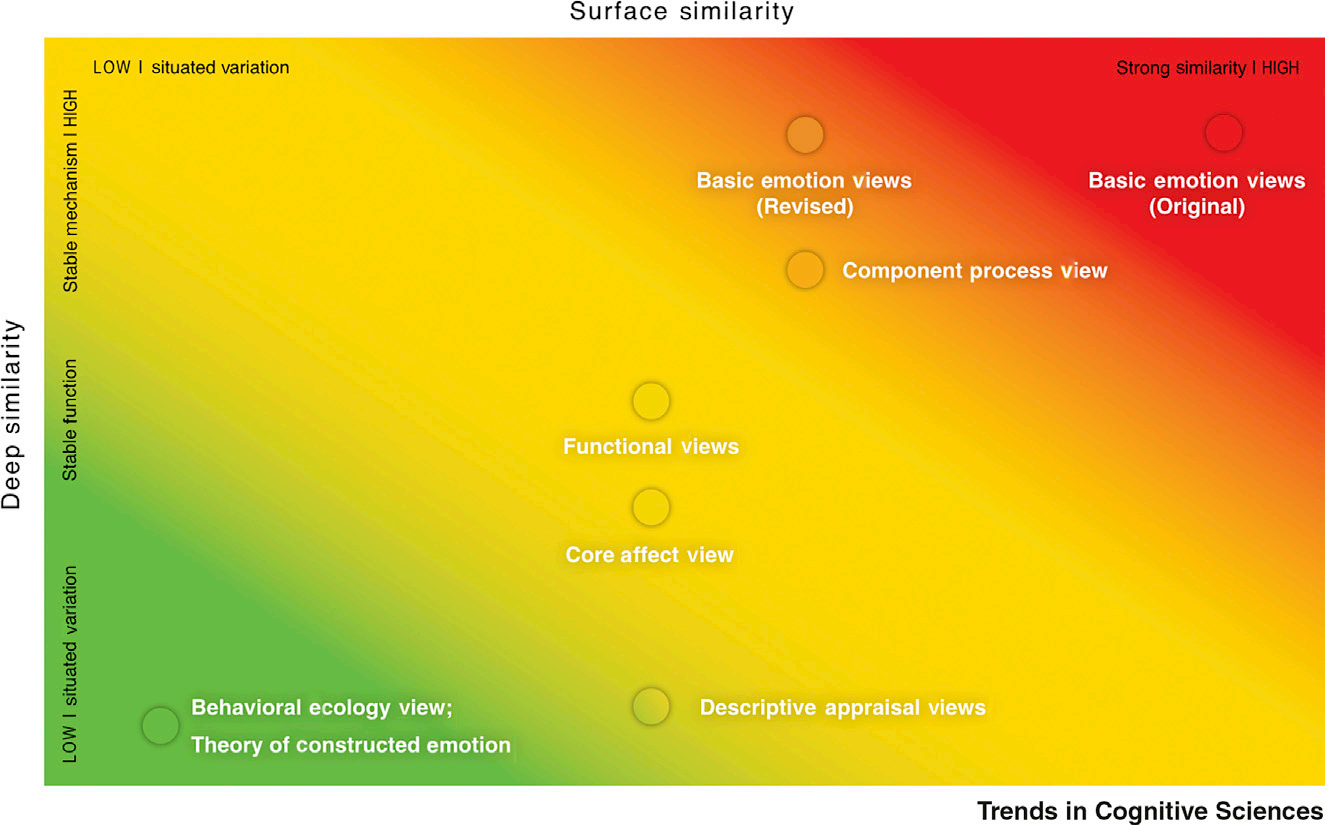 Surface similarity
LOW | situated variation
Strong similarity | HIGH
Stable mechanism | HIGH
Basic emotion views
(Revised)
Basic emotion views
(Original)
Component process view
Deep similarity
Stable function
Functional views
Core affect view
LOW | situated variation
Behavioral ecology view;
Theory of constructed emotion
Descriptive appraisal views
Trends in Cognitive Sciences